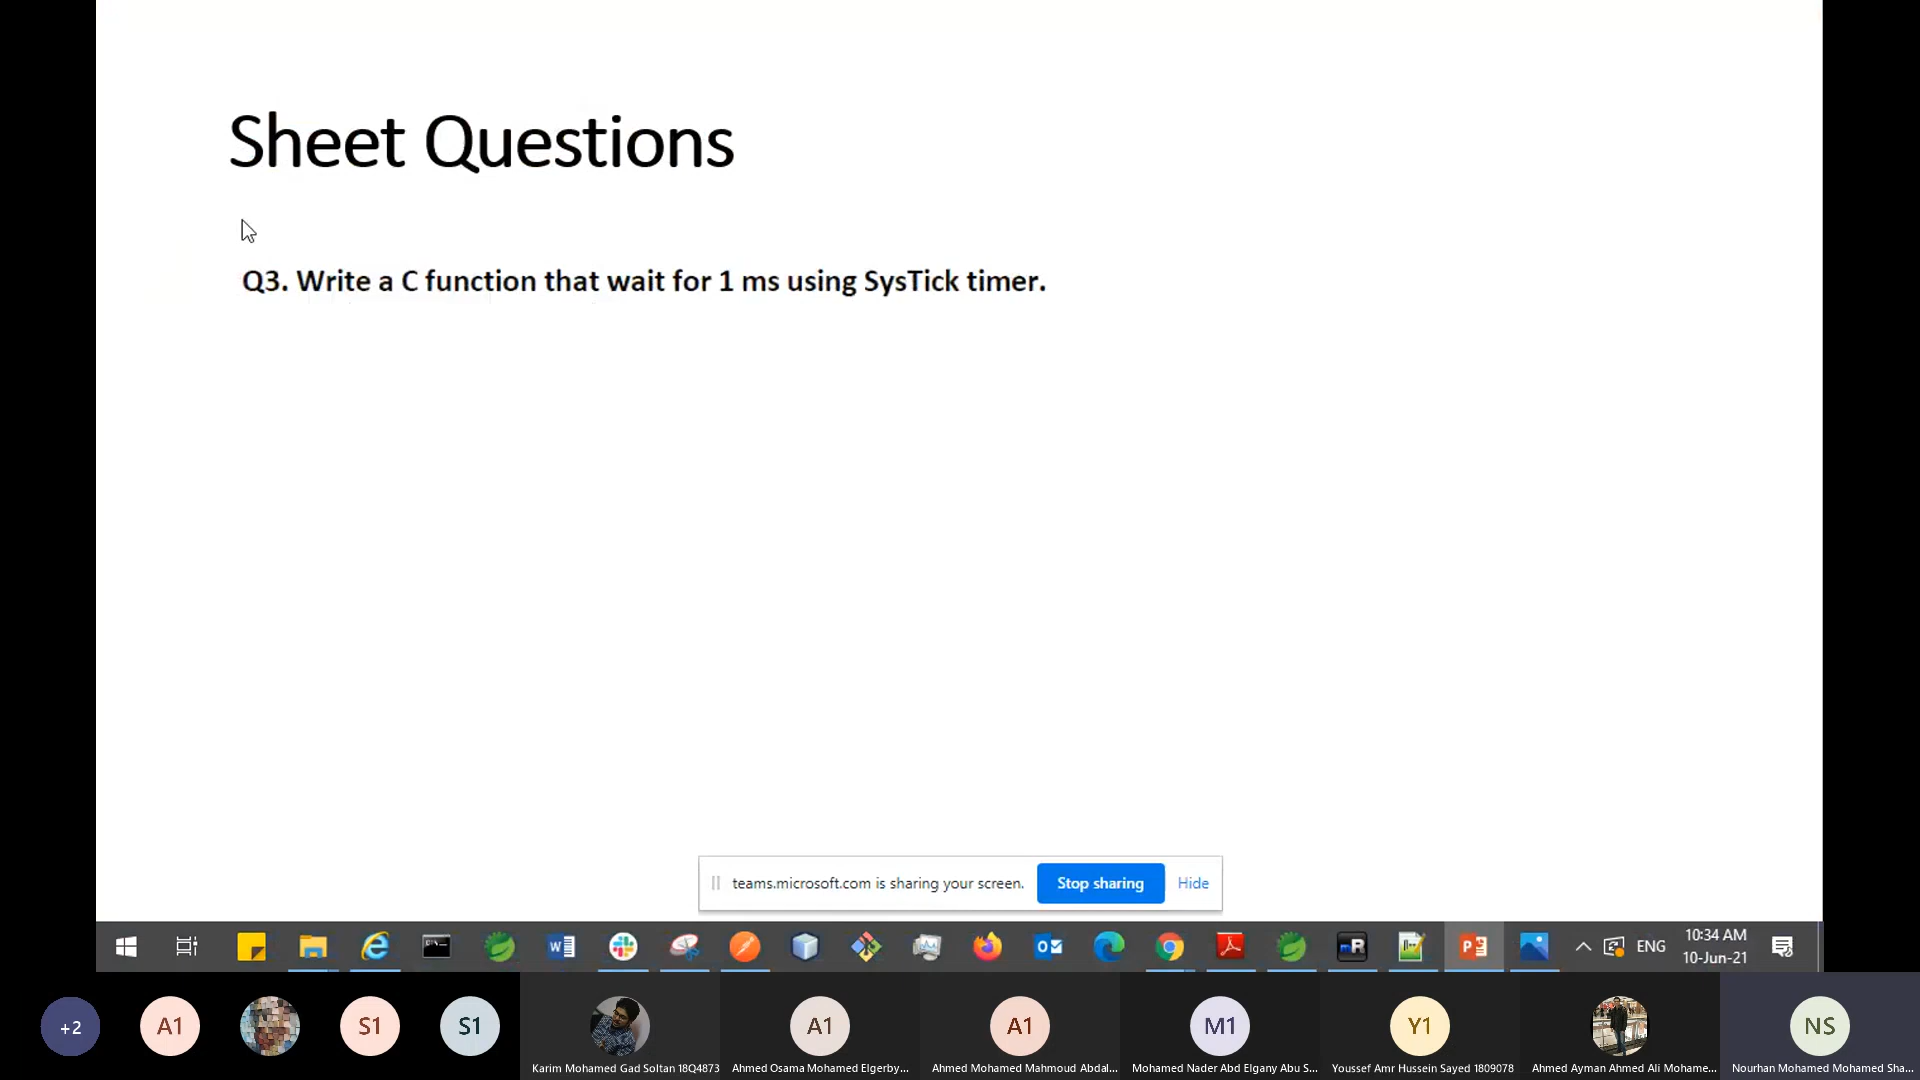 Sheet Questions
Q3. Write a C function that wait for 1 ms using SysTick timer.
teams.microsoft.com is sharing your screen.
Stop sharing
Hide
ENG
10:34 AM
10-Jun-21
+2
A1
S1
S1
A1
A1
M1
Y1
NS
Karim Mohamed Gad Soltan 18Q4873
Ahmed Osama Mohamed Elgerby...
Ahmed Mohamed Mahmoud Abdal...
Mohamed Nader Abd Elgany Abu S...
Youssef Amr Hussein Sayed 1809078
Ahmed Ayman Ahmed Ali Mohame...
Nourhan Mohamed Mohamed Sha...